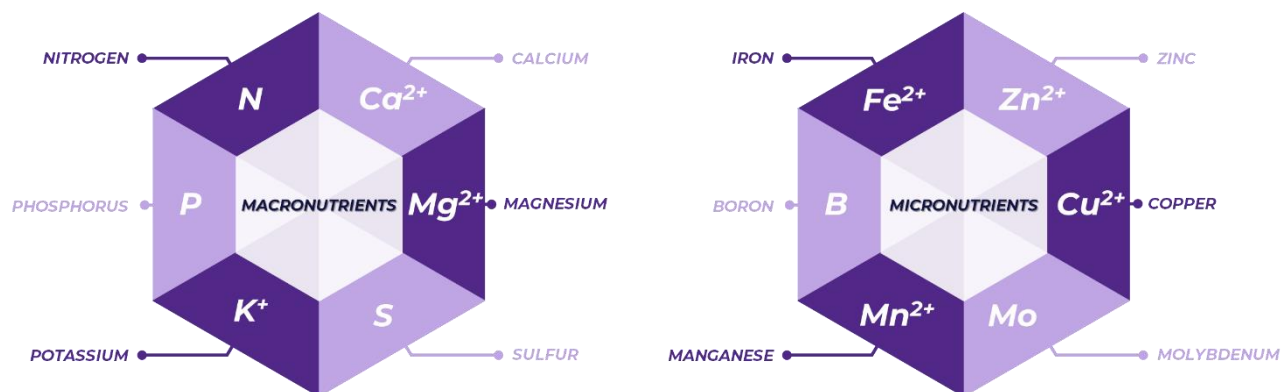 NITROGEN
N
Ca²⁺
CALCIUM
PHOSPHORUS
P
MACRONUTRIENTS
Mg²⁺
MAGNESIUM
POTASSIUM
K⁺
S
SULFUR
IRON
Fe²⁺
Zn²⁺
ZINC
BORON
B
MICRONUTRIENTS
Cu²⁺
COPPER
MANGANESE
Mn²⁺
Mo
MOLYBDENUM